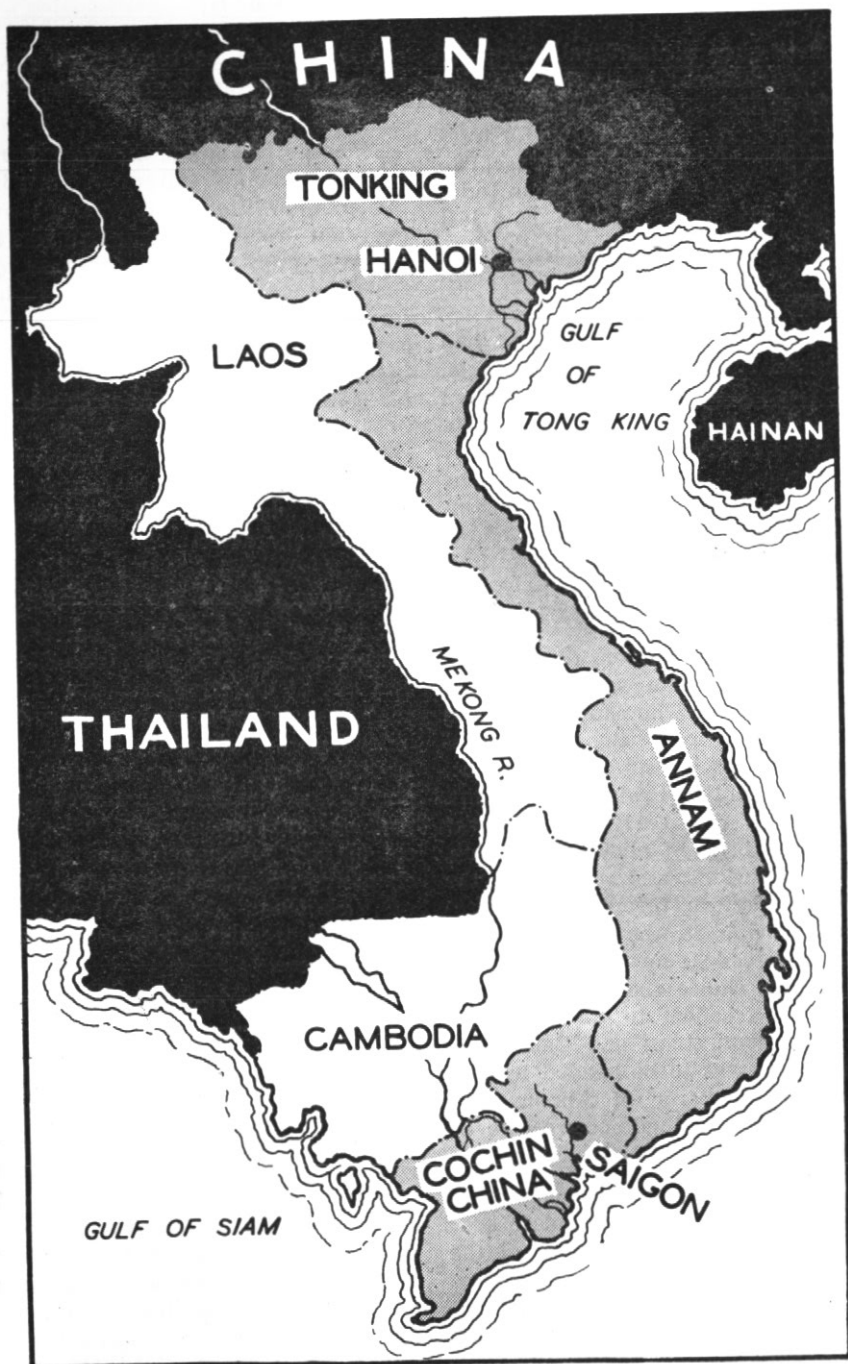 CHINA
TONKING
HANOI
LAOS
GULF
OF
TONG KING
HAINAN
MEKONG R.
THAILAND
ANNAM
CAMBODIA
COCHIN
CHINA
SAIGON
GULF OF SIAM